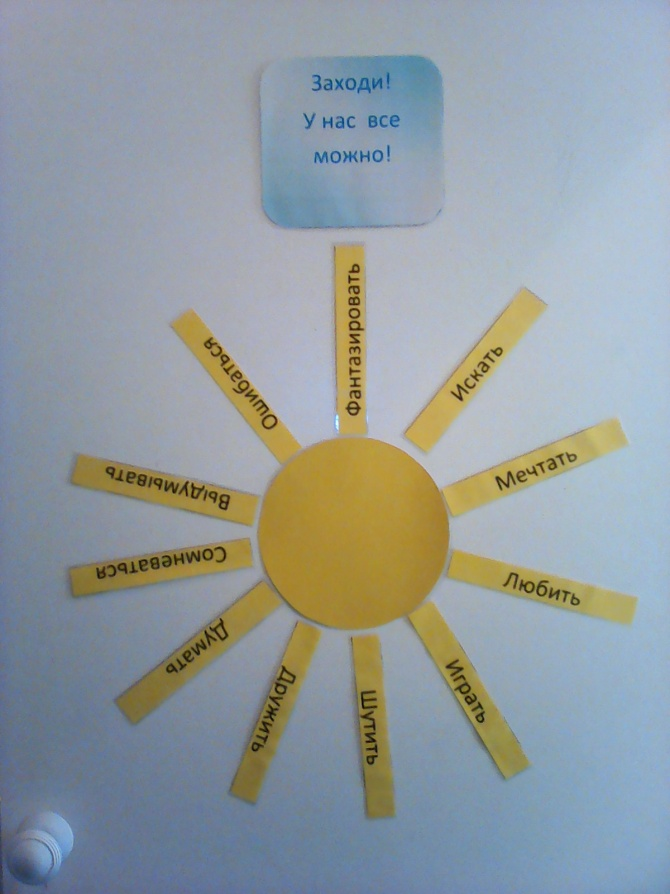 Заходи!
У нас все
можно!
Фантазировать
Искать
Мечтать
Любить
Играть
Шутить
Дружить
Думать
Сомневаться
Выдумывать
Ошибаться